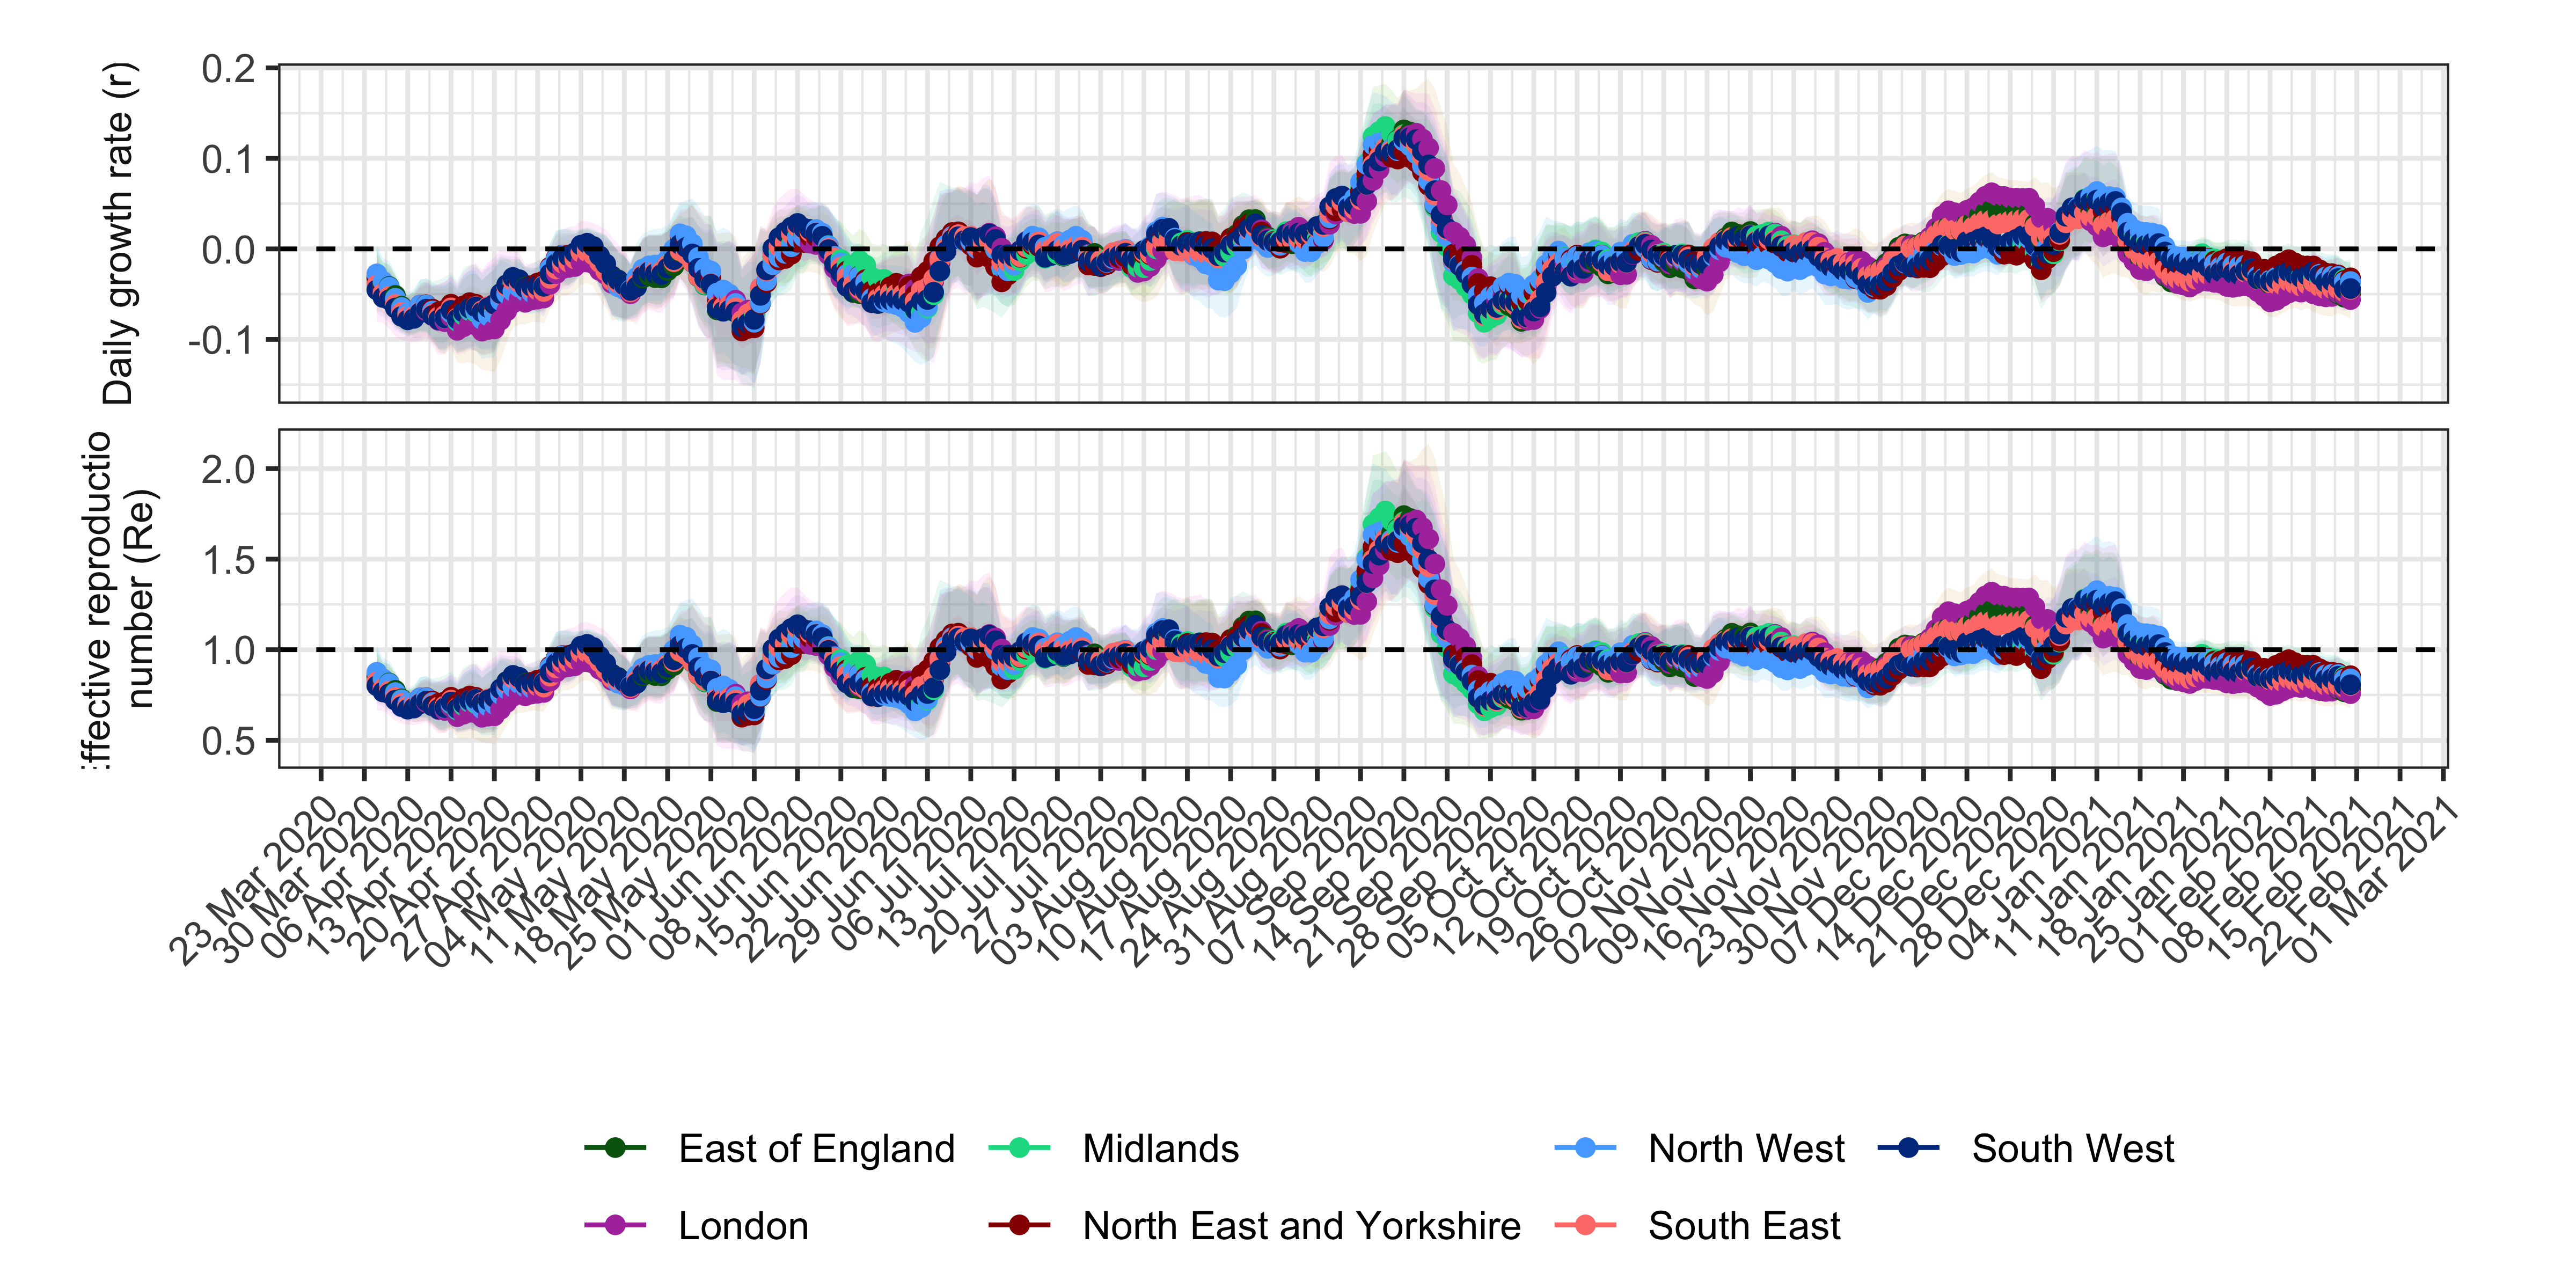 Daily growth rate (r)
0.2
0.1
0.0
-0.1
ffective reproductio
number (Re)
2.0
1.5
1.0
0.5
23 Mar 2020
30 Mar 2020
06 Apr 2020
13 Apr 2020
20 Apr 2020
27 Apr 2020
04 May 2020
11 May 2020
18 May 2020
25 May 2020
01 Jun 2020
08 Jun 2020
15 Jun 2020
22 Jun 2020
29 Jun 2020
06 Jul 2020
13 Jul 2020
20 Jul 2020
27 Jul 2020
03 Aug 2020
10 Aug 2020
17 Aug 2020
24 Aug 2020
31 Aug 2020
07 Sep 2020
14 Sep 2020
21 Sep 2020
28 Sep 2020
05 Oct 2020
12 Oct 2020
19 Oct 2020
26 Oct 2020
02 Nov 2020
09 Nov 2020
16 Nov 2020
23 Nov 2020
30 Nov 2020
07 Dec 2020
14 Dec 2020
21 Dec 2020
28 Dec 2020
04 Jan 2021
11 Jan 2021
18 Jan 2021
25 Jan 2021
01 Feb 2021
08 Feb 2021
15 Feb 2021
22 Feb 2021
01 Mar 2021
East of England
Midlands
North West
South West
London
North East and Yorkshire
South East